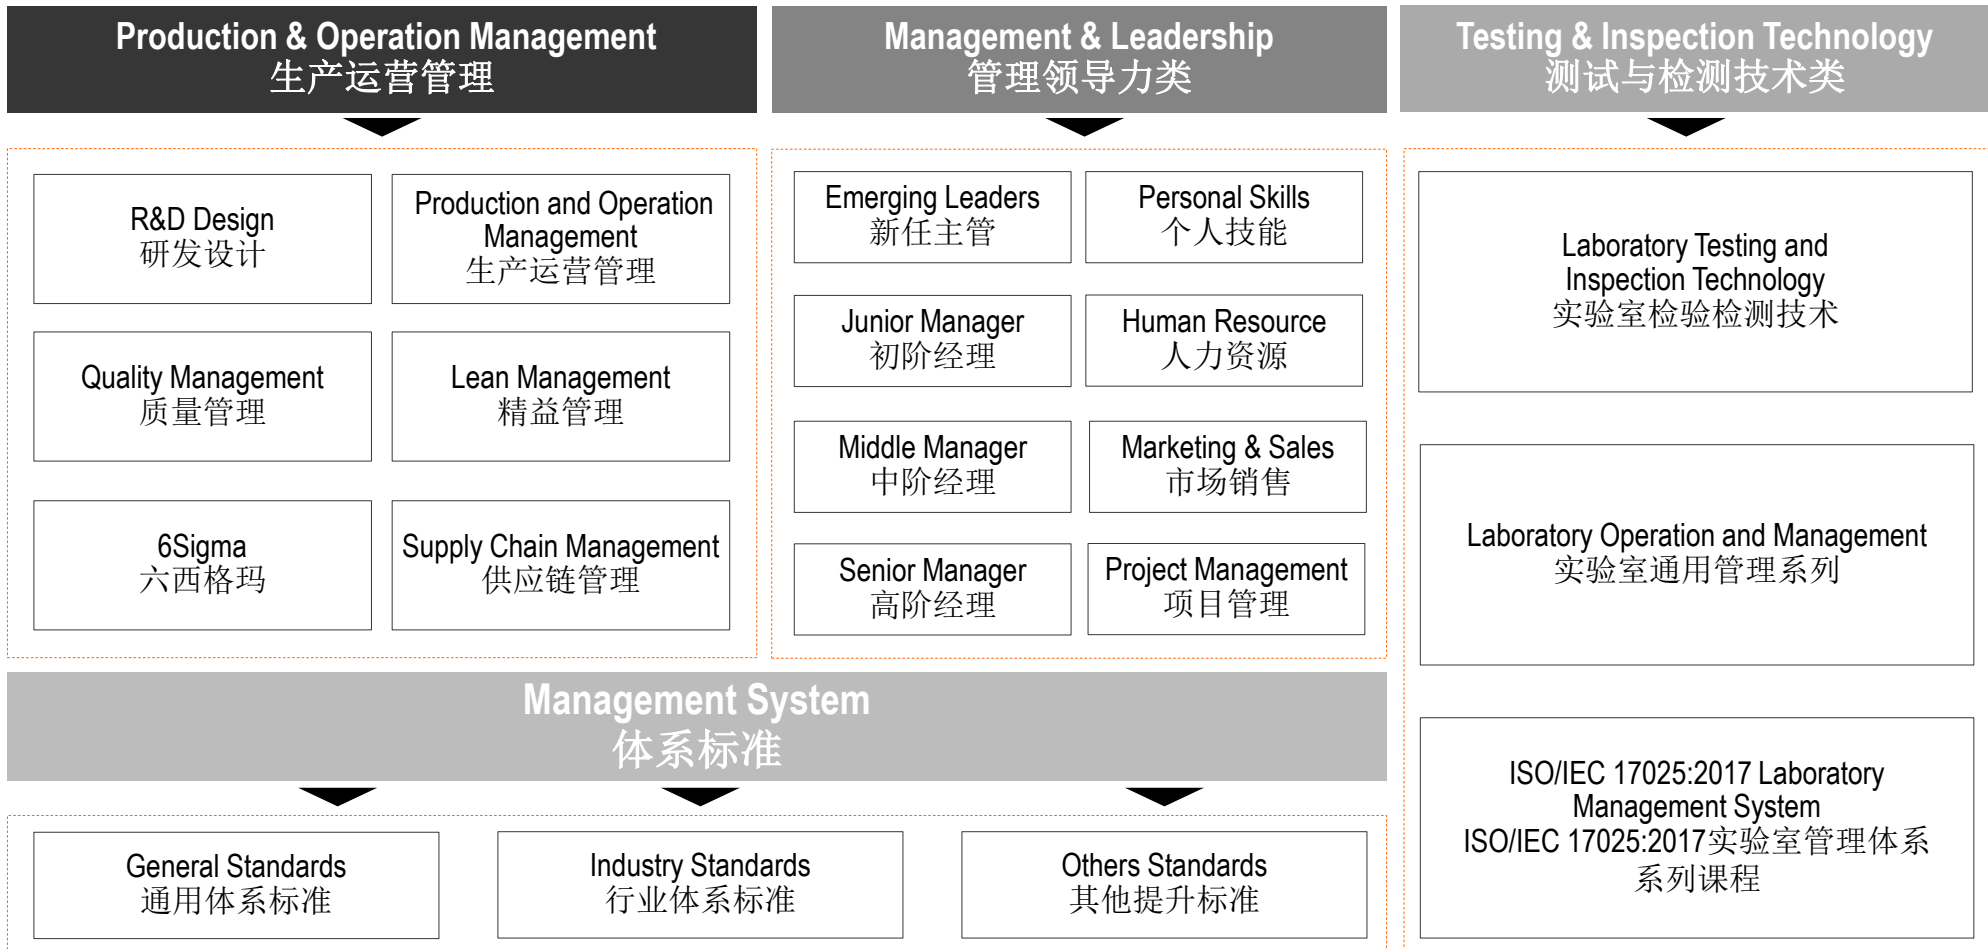 Production & Operation Management
生产运营管理
R&D Design
研发设计
Production and Operation
Management
生产运营管理
Quality Management
质量管理
Lean Management
精益管理
6Sigma
六西格玛
Supply Chain Management
供应链管理
Management & Leadership
管理领导力类
Emerging Leaders
新任主管
Personal Skills
个人技能
Junior Manager
初阶经理
Human Resource
人力资源
Middle Manager
中阶经理
Marketing & Sales
市场销售
Senior Manager
高阶经理
Project Management
项目管理
Testing & Inspection Technology
测试与检测技术类
Laboratory Testing and
Inspection Technology
实验室检验检测技术
Laboratory Operation and Management
实验室通用管理系列
ISO/IEC 17025:2017 Laboratory
Management System
ISO/IEC 17025:2017实验室管理体系
系列课程
Management System
体系标准
General Standards
通用体系标准
Industry Standards
行业体系标准
Others Standards
其他提升标准